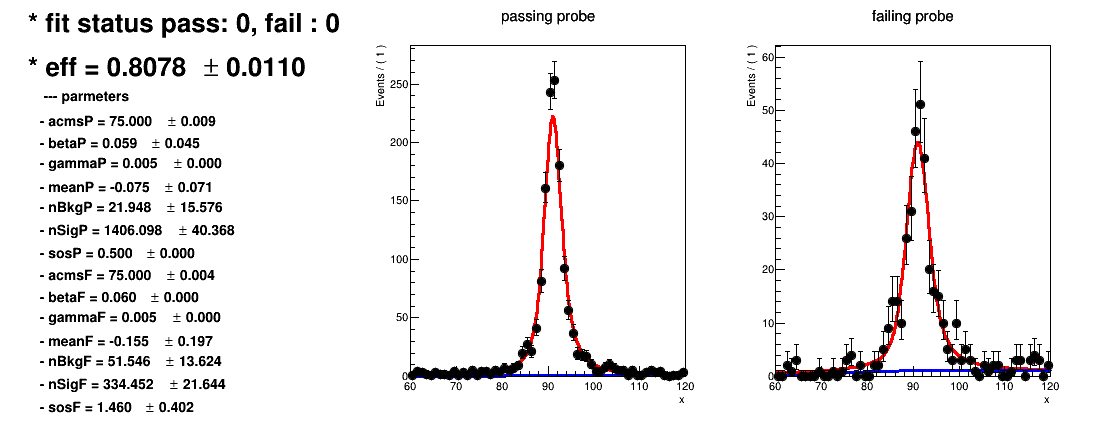 * fit status pass: 0, fail : 0
* eff = 0.8078 ± 0.0110
--- parmeters
- acmsP = 75.000 ± 0.009
- betaP = 0.059 ± 0.045
- gammaP = 0.005 ± 0.000
- meanP = -0.075 ± 0.071
- nBkgP = 21.948 ± 15.576
- nSigP = 1406.098 ± 40.368
- sosP = 0.500 ± 0.000
- acmsF = 75.000 ± 0.004
- betaF = 0.060 ± 0.000
- gammaF = 0.005 ± 0.000
- meanF = -0.155 ± 0.197
- nBkgF = 51.546 ± 13.624
- nSigF = 334.452 ± 21.644
- sosF = 1.460 ± 0.402
passing probe
Events / ( 1 )
250
200
150
100
50
0
60 70 80 90 100 110 120
x
failing probe
Events / ( 1 )
60
50
40
30
20
10
0
60 70 80 90 100 110 120
x